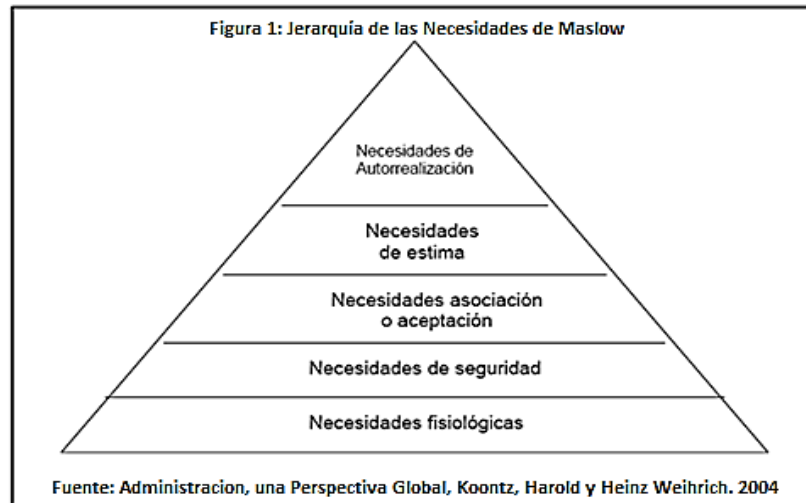 Figura 1: Jerarquía de las Necesidades de Maslow
Necesidades de
Autorrealización
Necesidades
de estima
Necesidades asociación
o aceptación
Necesidades de seguridad
Necesidades fisiológicas
Fuente: Administracion, una Perspectiva Global, Koontz, Harold y Heinz Weihrich. 2004